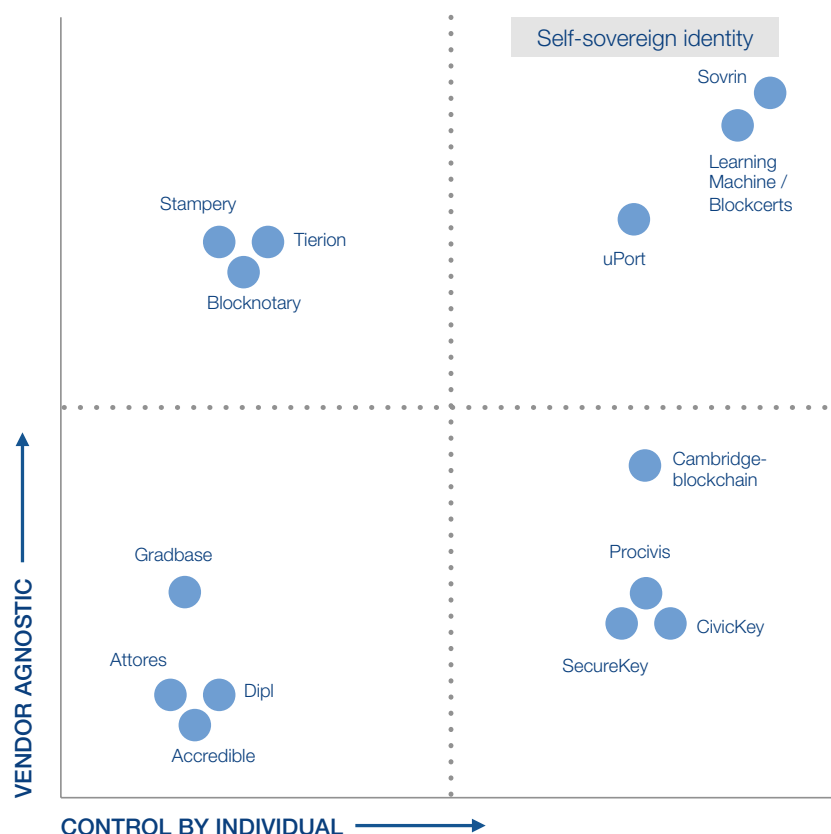 Self-sovereign identity
Sovrin
Learning
Machine /
Blockcerts
uPort
Stampery
Tierion
Blocknotary
Cambridge-
blockchain
Procivis
CivicKey
SecureKey
Gradbase
Attores
Dipl
Accredible
VENDOR AGNOSTIC
CONTROL BY INDIVIDUAL